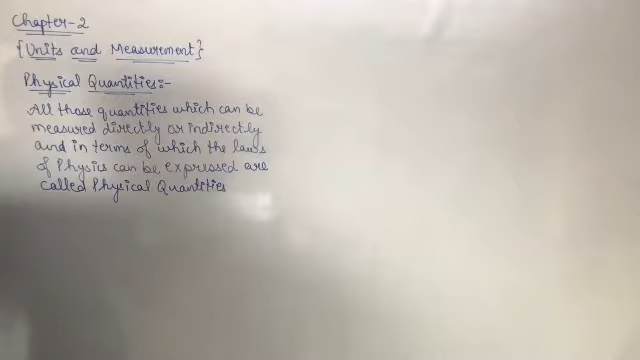 Chapter-2
{Units and Measurement}
Physical Quantities:-
All those quantities which can be
measured directly or indirectly
and in terms of which the laws
of Physics can be expressed are
called Physical Quantities